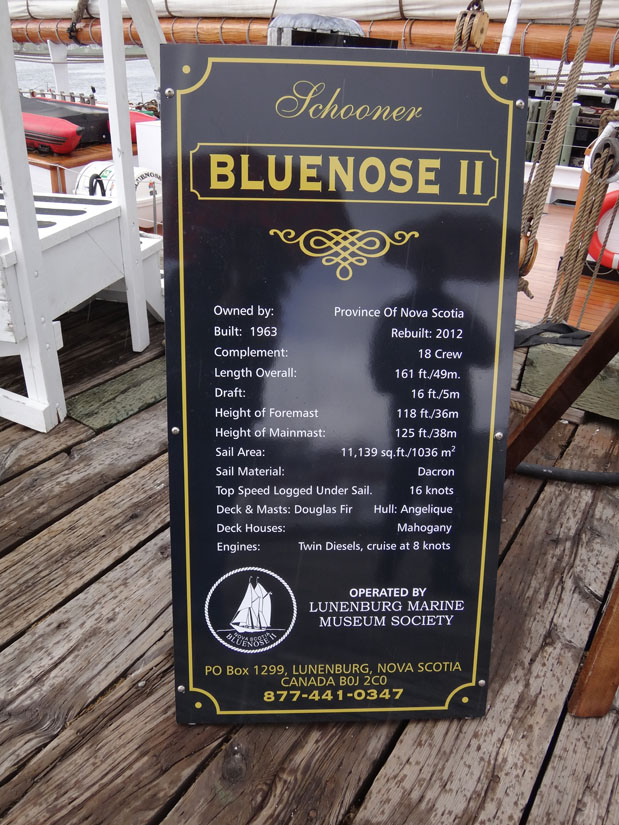 Schooner
BLUENOSE II
Owned by: Province Of Nova Scotia
Built: 1963 Rebuilt: 2012
Complement: 18 Crew
Length Overall: 161 ft./49m.
Draft: 16 ft./5m
Height of Foremast 118 ft./36m
Height of Mainmast: 125 ft./38m
Sail Area: 11,139 sq.ft./1036 m²
Sail Material: Dacron
Top Speed Logged Under Sail. 16 knots
Deck & Masts: Douglas Fir Hull: Angelique
Deck Houses: Mahogany
Engines: Twin Diesels, cruise at 8 knots
NOVA SCOTIA
BLUENOSE II
OPERATED BY
LUNENBURG MARINE
MUSEUM SOCIETY
PO Box 1299, LUNENBURG, NOVA SCOTIA
CANADA B0J 2C0
877-441-0347